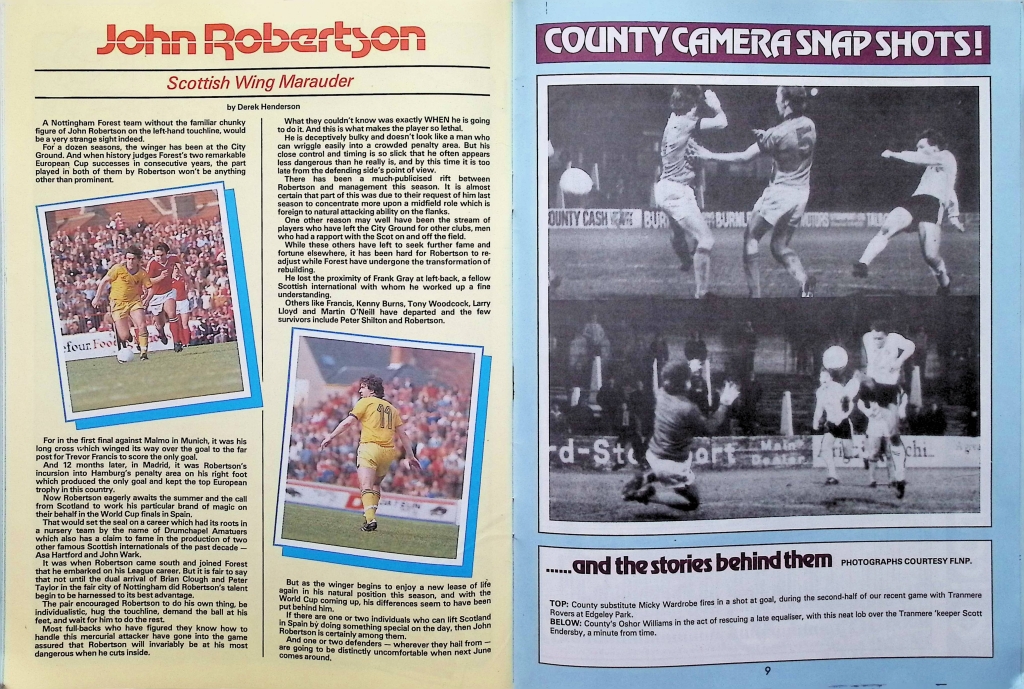 John Robertson
Scottish Wing Marauder
by Derek Henderson
A Nottingham Forest team without the familiar chunky
figure of John Robertson on the left-hand touchline, would
be a very strange sight indeed.
For a dozen seasons, the winger has been at the City
Ground. And when history judges Forest's two remarkable
European Cup successes in consecutive years, the part
played in both of them by Robertson won't be anything
other than prominent.
four.Foo
For in the first final against Malmo in Munich, it was his
long cross which winged its way over the goal to the far
post for Trevor Francis to score the only goal.
And 12 months later, in Madrid, it was Robertson's
incursion into Hamburg's penalty area on his right foot
which produced the only goal and kept the top European
trophy in this country.
Now Robertson eagerly awaits the summer and the call
from Scotland to work his particular brand of magic on
their behalf in the World Cup finals in Spain.
That would set the seal on a career which had its roots in
a nursery team by the name of Drumchapel Amatuers
which also has a claim to fame in the production of two
other famous Scottish internationals of the past decade —
Asa Hartford and John Wark.
It was when Robertson came south and joined Forest
that he embarked on his League career. But it is fair to say
that not until the dual arrival of Brian Clough and Peter
Taylor in the fair city of Nottingham did Robertson's talent
begin to be harnessed to its best advantage.
The pair encouraged Robertson to do his own thing, be
individualistic, hug the touchline, demand the ball at his
feet, and wait for him to do the rest.
Most full-backs who have figured they know how to
handle this mercurial attacker have gone into the game
assured that Robertson will invariably be at his most
dangerous when he cuts inside.
What they couldn't know was exactly WHEN he is going
to do it. And this is what makes the player so lethal.
He is deceptively bulky and doesn't look like a man who
can wriggle easily into a crowded penalty area. But his
close control and timing is so slick that he often appears
less dangerous than he really is, and by this time it is too
late from the defending side's point of view.
There has been a much-publicised rift between
Robertson and management this season. It is almost
certain that part of this was due to their request of him last
season to concentrate more upon a midfield role which is
foreign to natural attacking ability on the flanks.
One other reason may well have been the stream of
players who have left the City Ground for other clubs, men
who had a rapport with the Scot on and off the field.
While these others have left to seek further fame and
fortune elsewhere, it has been hard for Robertson to re-
adjust while Forest have undergone the transformation of
rebuilding.
He lost the proximity of Frank Gray at left-back, a fellow
Scottish international with whom he worked up a fine
understanding.
Others like Francis, Kenny Burns, Tony Woodcock, Larry
Lloyd and Martin O'Neill have departed and the few
survivors include Peter Shilton and Robertson.
11
But as the winger begins to enjoy a new lease of life
again in his natural position this season, and with the
World Cup coming up, his differences seem to have been
put behind him.
If there are one or two individuals who can lift Scotland
in Spain by doing something special on the day, then John
Robertson is certainly among them.
And one or two defenders — wherever they hail from —
are going to be distinctly uncomfortable when next June
comes around.
COUNTY CAMERA SNAP SHOTS!
OUNTY CASH
rd-St
Main
Dealer
......and the stories behind them PHOTOGRAPHS COURTESY FLNP.
TOP: County substitute Micky Wardrobe fires in a shot at goal, during the second-half of our recent game with Tranmere
Rovers at Edgeley Park.
BELOW: County's Oshor Williams in the act of rescuing a late equaliser, with this neat lob over the Tranmere 'keeper Scott
Endersby, a minute from time.
9